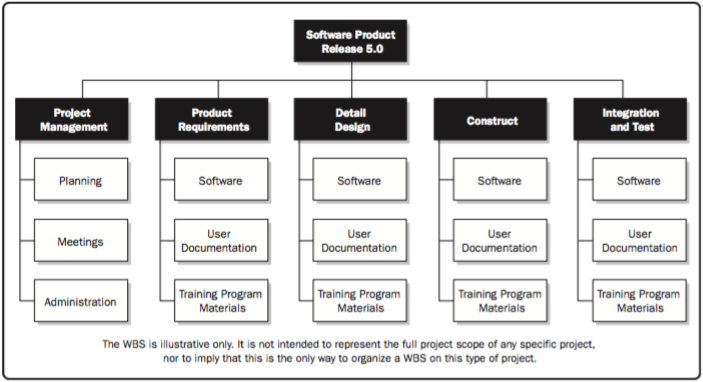 Software Product
Release 5.0
Project
Management
Product
Requirements
Detail
Design
Construct
Integration
and Test
Planning
Software
Software
Software
Software
Meetings
User
Documentation
User
Documentation
User
Documentation
User
Documentation
Administration
Training Program
Materials
Training Program
Materials
Training Program
Materials
Training Program
Materials
The WBS is illustrative only. It is not intended to represent the full project scope of any specific project,
nor to imply that this is the only way to organize a WBS on this type of project.